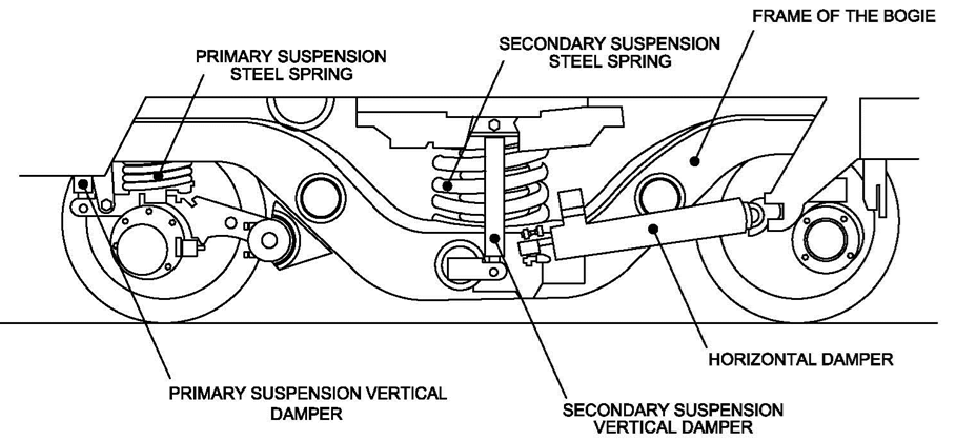 FRAME OF THE BOGIE
PRIMARY SUSPENSION
STEEL SPRING
SECONDARY SUSPENSION
STEEL SPRING
HORIZONTAL DAMPER
PRIMARY SUSPENSION VERTICAL
DAMPER
SECONDARY SUSPENSION
VERTICAL DAMPER